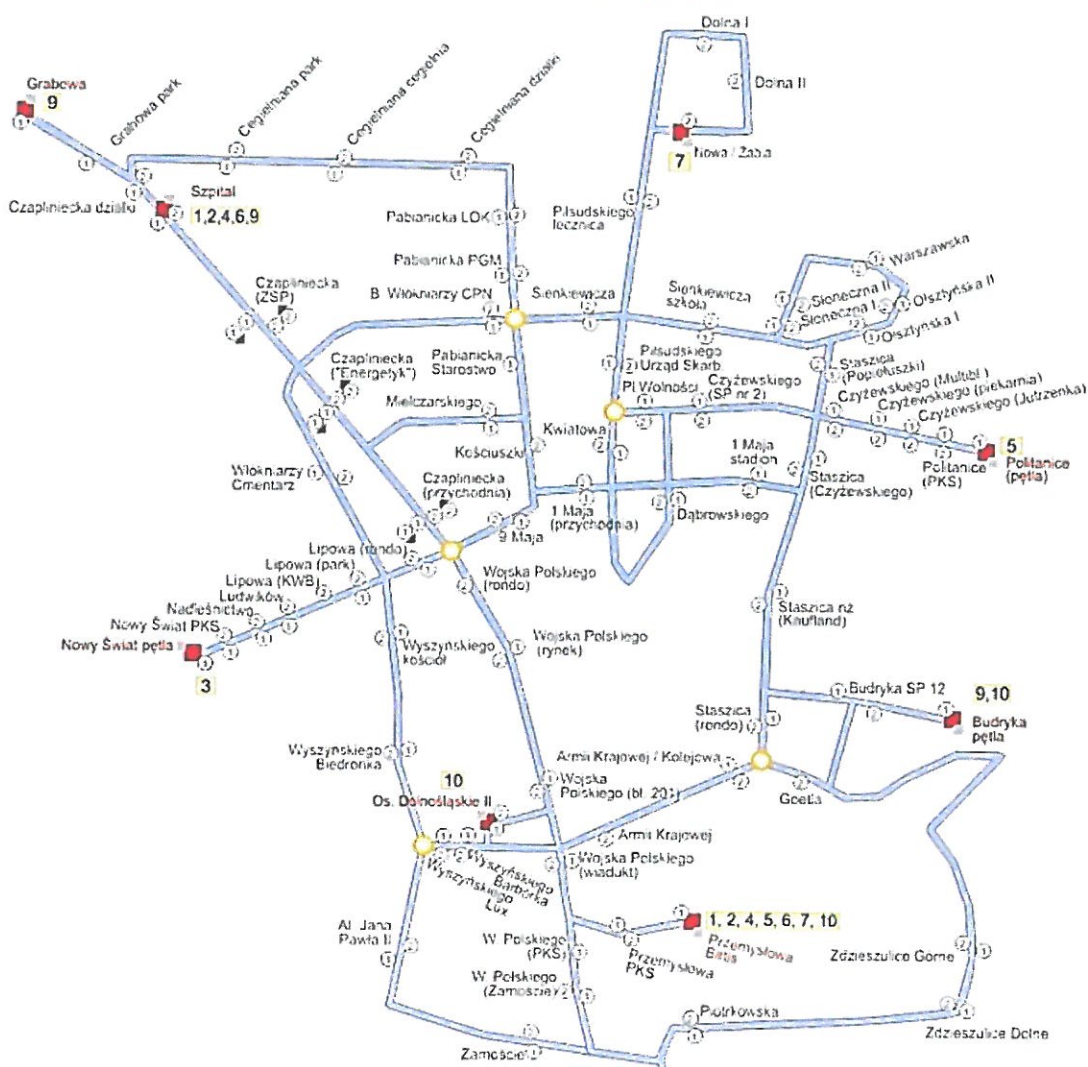 Dolna I
Dolna II
Grabowa
9
Grabowa park
Cegielniana park
Cegielniana cegielnia
Cegielniana działki
7
Nowa / Żabia
Szpital
1,2,4,6,9
Czapliniecka działki
Pabianicka LOK
Piłsudskiego
lecznica
Warszawska
Pabianicka PGM
Czapliniecka
(ZSP)
B. Włókniarzy CPN
Sienkiewicza
Sienkiewicza
szkoła
Słoneczna II
Słoneczna I
Olsztyńska II
Olsztyńska I
Czapliniecka
("Energetyk")
Pabianicka
Starostwo
Piłsudskiego
Urząd Skarb.
Staszica
(Popiełuszki)
Pl.Wolności
Czyżewskiego
(SP nr 2)
Czyżewskiego (Multibl.)
Czyżewskiego (piekarnia)
Czyżewskiego (Jutrzenka)
Mielczarskiego
Kwiatowa
Kościuszki
1 Maja
stadion
5
Politanice
(pętla)
Politanice
(PKS)
Włókniarzy
Cmentarz
Czapliniecka
(przychodnia)
Staszica
(Czyżewskiego)
1 Maja
(przychodnia)
Dąbrowskiego
9 Maja
Lipowa (rondo)
Lipowa (park)
Lipowa (KWB)
Ludwików
Nadleśnictwo
Nowy Świat PKS
Nowy Świat pętla
3
Wojska Polskiego
(rondo)
Staszica nż
(Kaufland)
Wyszyńskiego
kościół
Wojska Polskiego
(rynek)
Budryka SP 12
9,10
Budryka
pętla
Staszica
(rondo)
Wyszyńskiego
Biedronka
Armii Krajowej / Kolejowa
10
Os. Dolnośląskie II
Wojska
Polskiego (bl. 201)
Goetla
Armii Krajowej
Wyszyńskiego
Barbórka
Wyszyńskiego
Lux
Wojska Polskiego
(wiadukt)
1, 2, 4, 5, 6, 7, 10
Przemysłowa
Batis
Przemysłowa
PKS
Al. Jana
Pawła II
W. Polskiego
(PKS)
W. Polskiego
(Zamoście)
Zdzieszulice Górne
Piotrkowska
Zdzieszulice Dolne
Zamoście